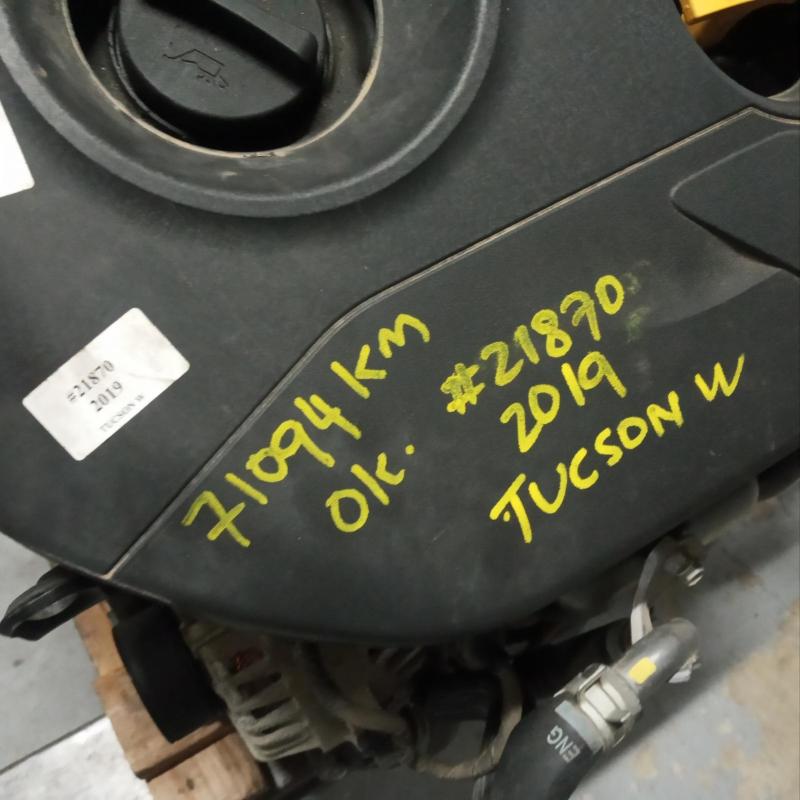 #21870
2019
TUCSON W
71094 KM
OK.
#21870
2019
TUCSON W
ENG